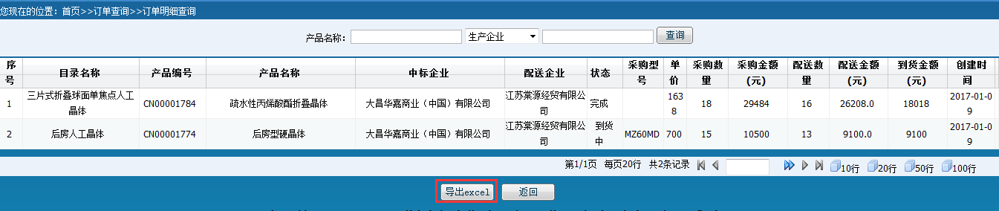 您现在的位置：首页>>订单查询>>订单明细查询
产品名称： 生产企业 查询
序号 目录名称 产品编号 产品名称 中标企业 配送企业 状态 采购型号 单价 采购数量 采购金额(元) 配送数量 配送金额(元) 到货金额(元) 创建时间
1 三片式折叠球面单焦点人工晶体 CN00001784 疏水性丙烯酸酯折叠晶体 大昌华嘉商业（中国）有限公司 江苏棠源经贸有限公司 完成 1638 18 29484 16 26208.0 18018 2017-01-09
2 后房人工晶体 CN00001774 后房型硬晶体 大昌华嘉商业（中国）有限公司 江苏棠源经贸有限公司 到货中 MZ60MD 700 15 10500 13 9100.0 9100 2017-01-09
第1/1页 每页20行 共2条记录 10行 20行 50行 100行
导出excel 返回